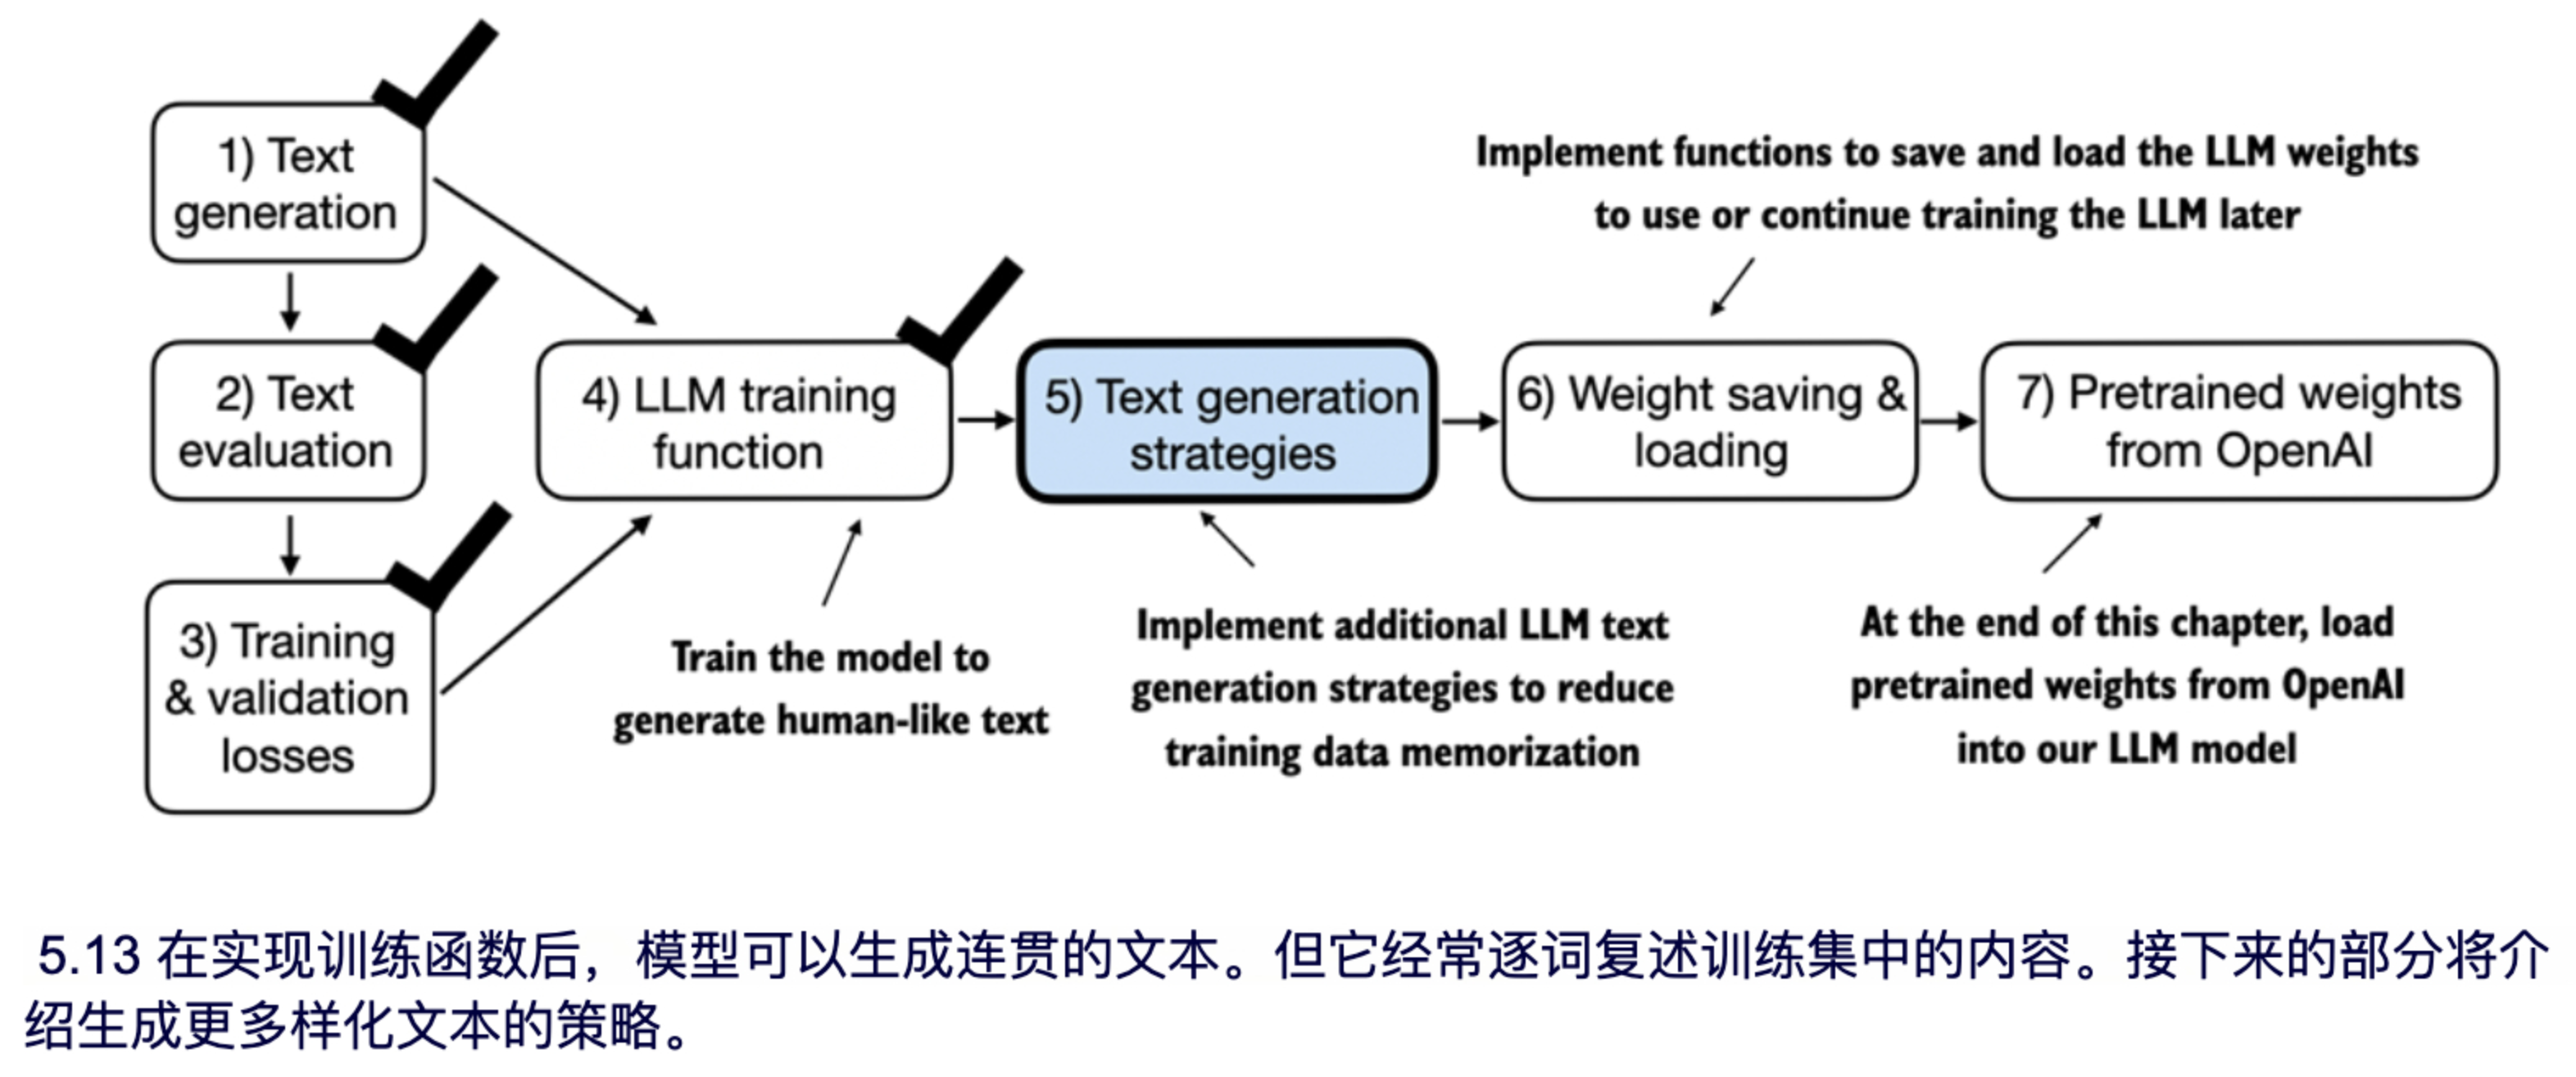 1) Text
generation
2) Text
evaluation
3) Training
& validation
losses
4) LLM training
function
Train the model to
generate human-like text
5) Text generation
strategies
Implement additional LLM text
generation strategies to reduce
training data memorization
Implement functions to save and load the LLM weights
to use or continue training the LLM later
6) Weight saving &
loading
7) Pretrained weights
from OpenAI
At the end of this chapter, load
pretrained weights from OpenAI
into our LLM model
5.13 在实现训练函数后，模型可以生成连贯的文本。但它经常逐词复述训练集中的内容。接下来的部分将介
绍生成更多样化文本的策略。